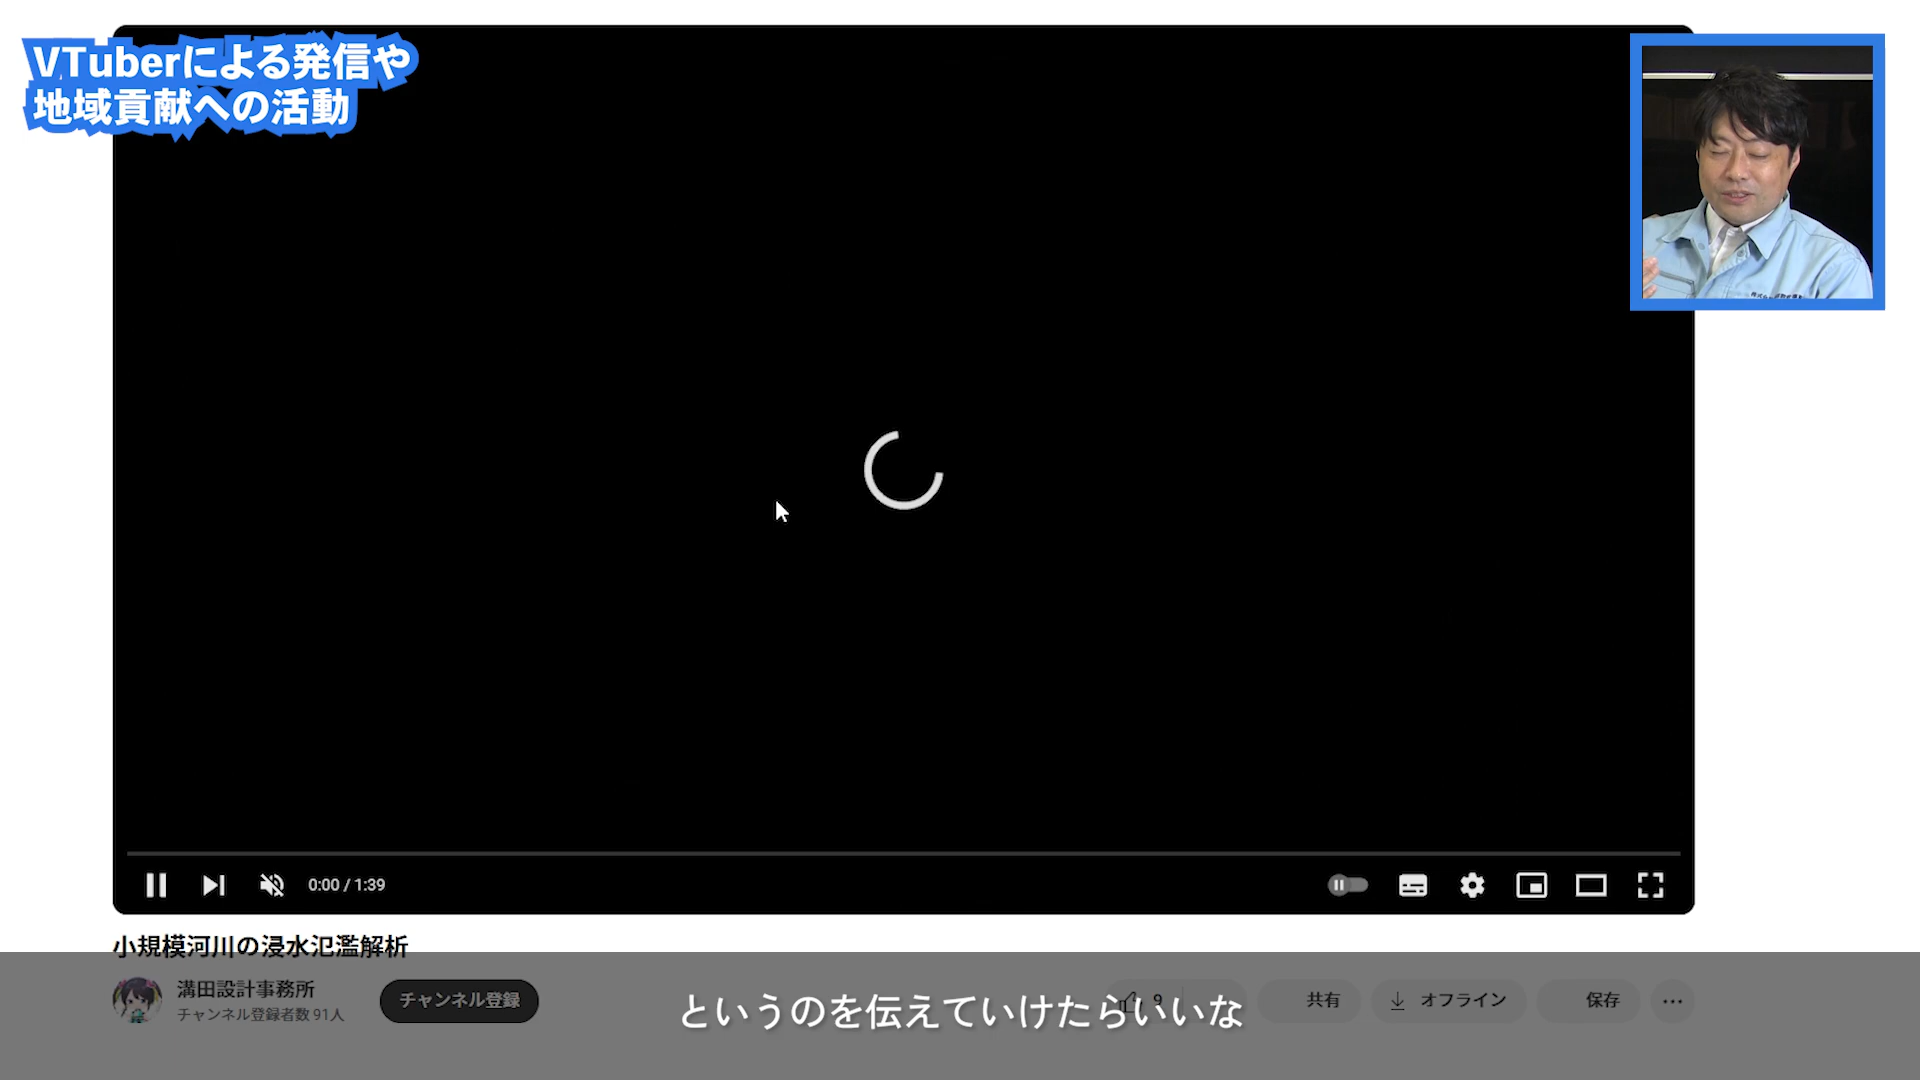 VTuberによる発信や
地域貢献への活動
0:00 / 1:39
小規模河川の浸水氾濫解析
溝田設計事務所
チャンネル登録者数 91人
チャンネル登録
9
共有
オフライン
保存
というのを伝えていけたらいいな